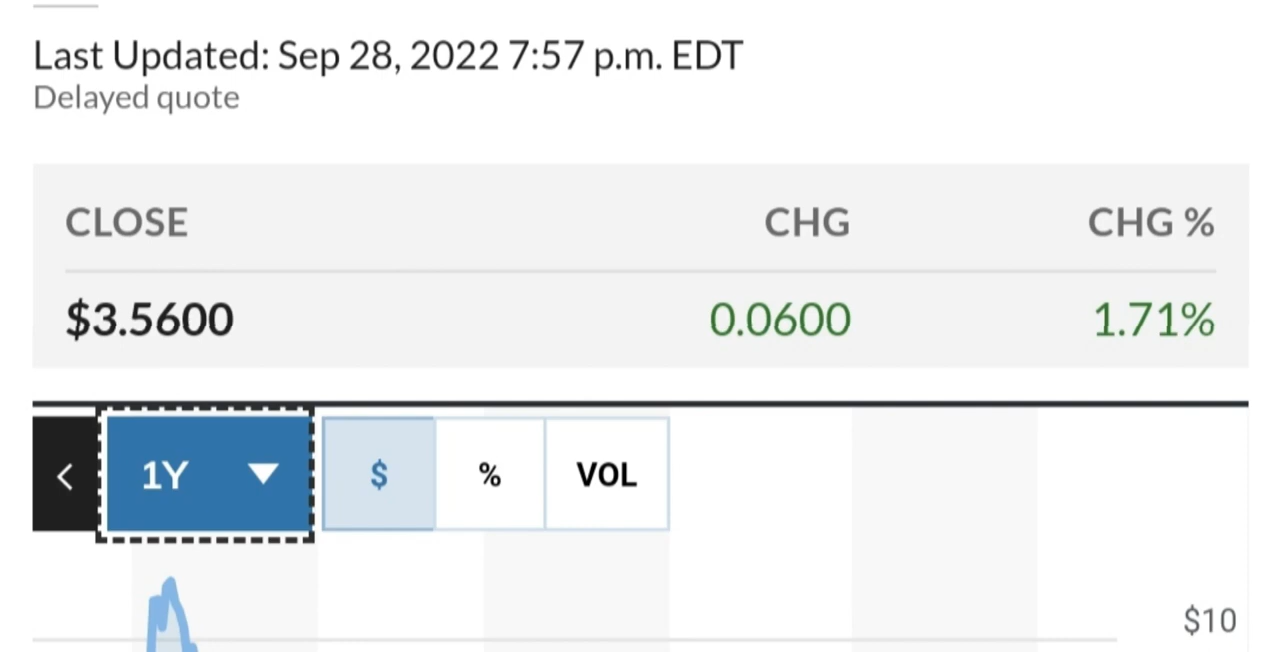 Last Updated: Sep 28, 2022 7:57 p.m. EDT
Delayed quote
CLOSE CHG CHG %
$3.5600 0.0600 1.71%
1Y $ % VOL
$10